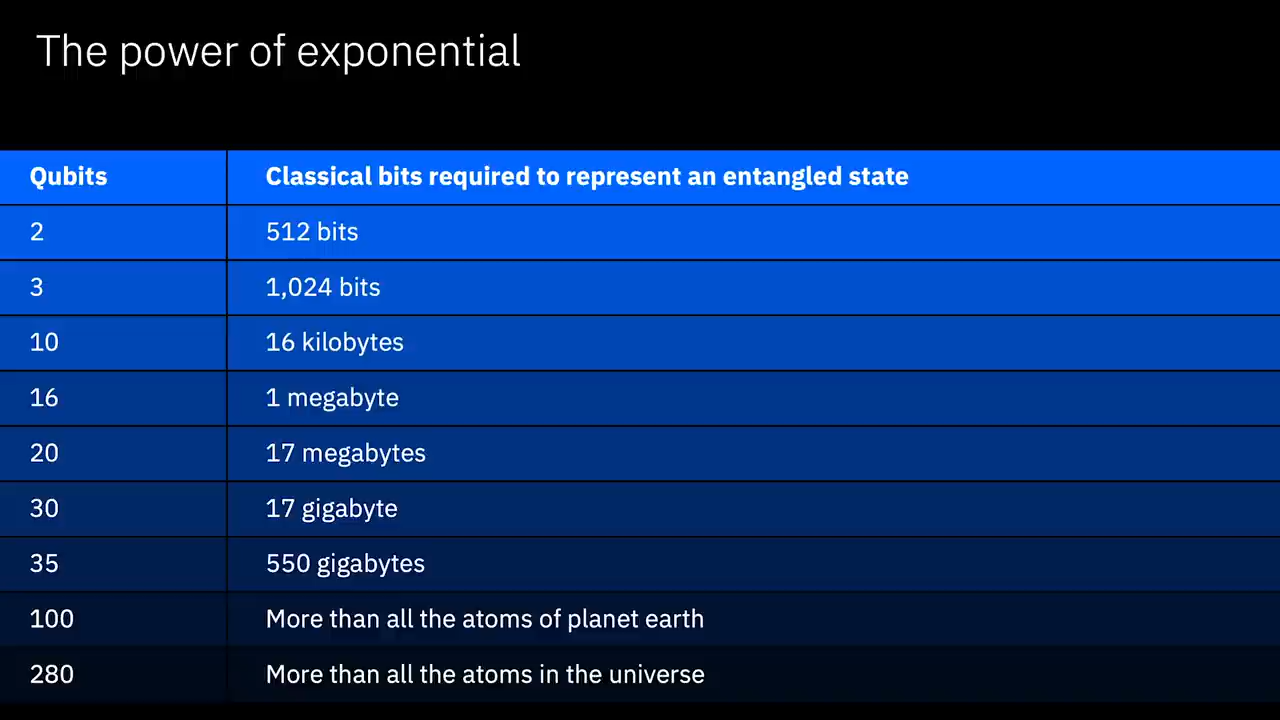 The power of exponential
Qubits Classical bits required to represent an entangled state
2 512 bits
3 1,024 bits
10 16 kilobytes
16 1 megabyte
20 17 megabytes
30 17 gigabyte
35 550 gigabytes
100 More than all the atoms of planet earth
280 More than all the atoms in the universe